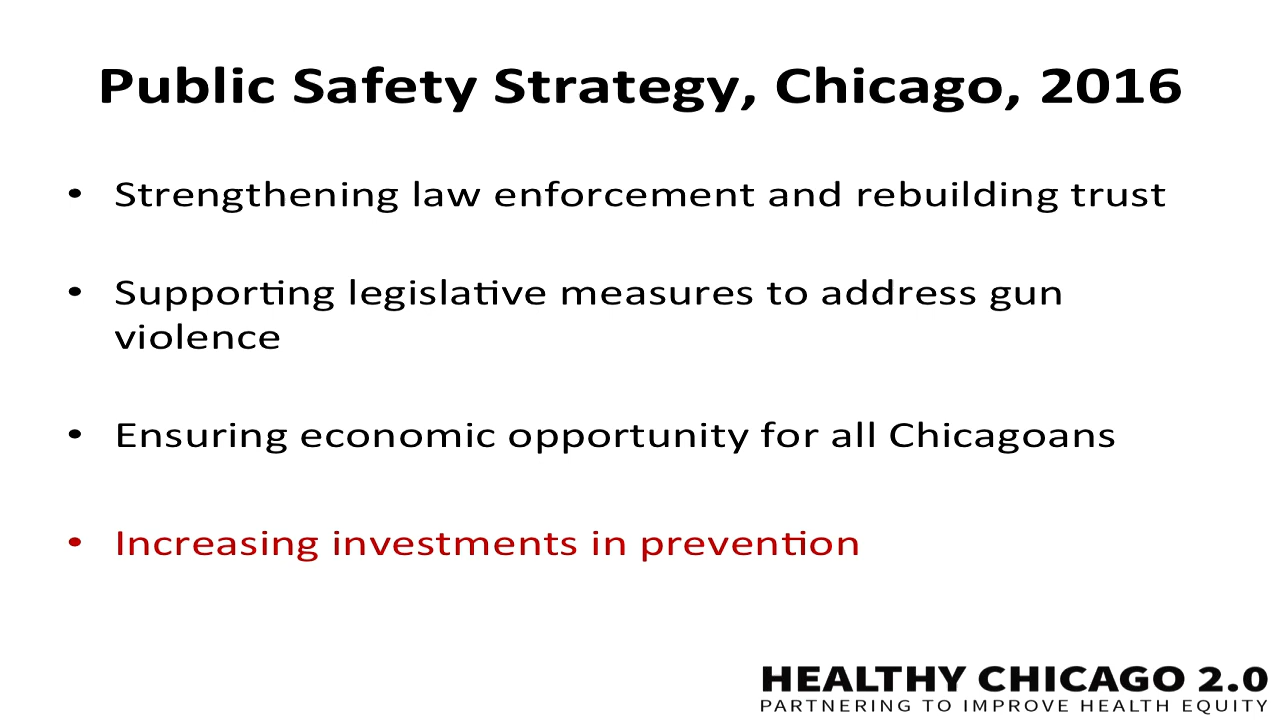 Public Safety Strategy, Chicago, 2016
• Strengthening law enforcement and rebuilding trust
• Supporting legislative measures to address gun
violence
• Ensuring economic opportunity for all Chicagoans
• Increasing investments in prevention
HEALTHY CHICAGO 2.0
PARTNERING TO IMPROVE HEALTH EQUITY